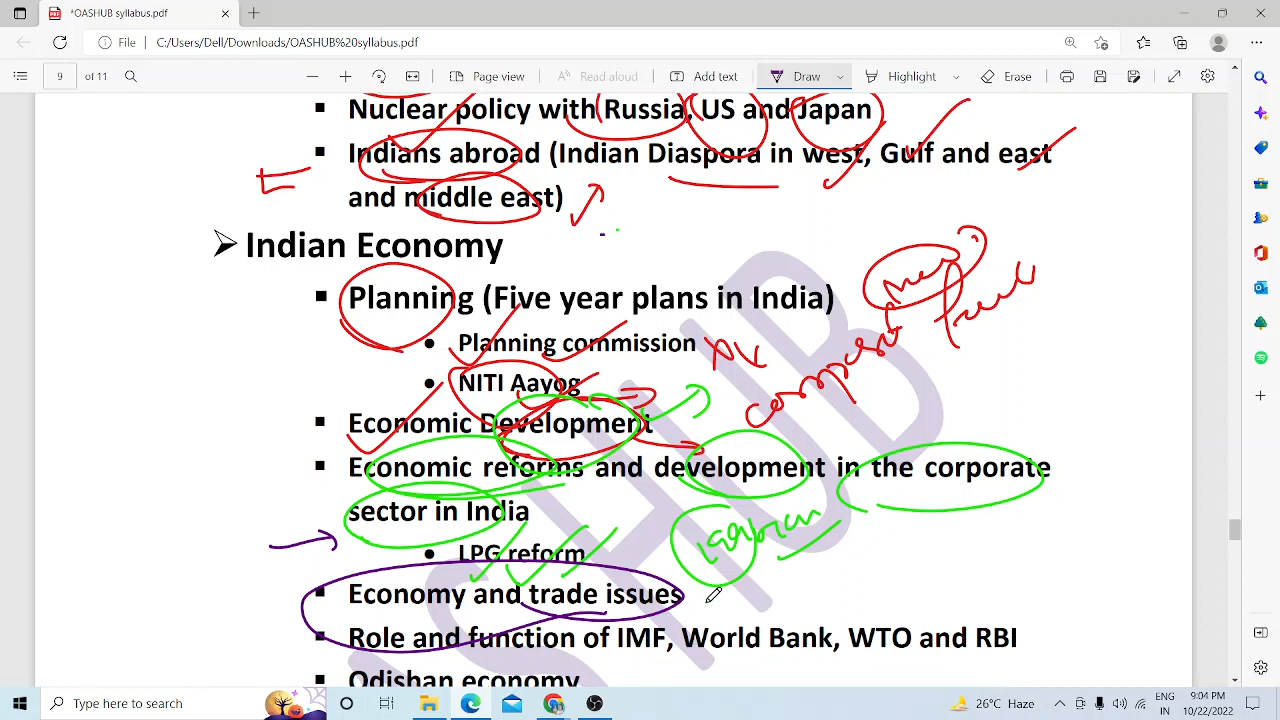 *OASHUB syllabus.pdf
File C:/Users/Dell/Downloads/OASHUB%20syllabus.pdf
9 of 11 Page view Read aloud Add text Draw Highlight Erase
▪ Nuclear policy with Russia, US and Japan
▪ Indians abroad (Indian Diaspora in west, Gulf and east
and middle east)
➢ Indian Economy
▪ Planning (Five year plans in India)
• Planning commission
• NITI Aayog
▪ Economic Development
▪ Economic reforms and development in the corporate
sector in India
• LPG reform
▪ Economy and trade issues
▪ Role and function of IMF, World Bank, WTO and RBI
▪ Odishan economy
ISHUB
Type here to search
26°C Haze
ENG
IN
9:04 PM
10/22/2022